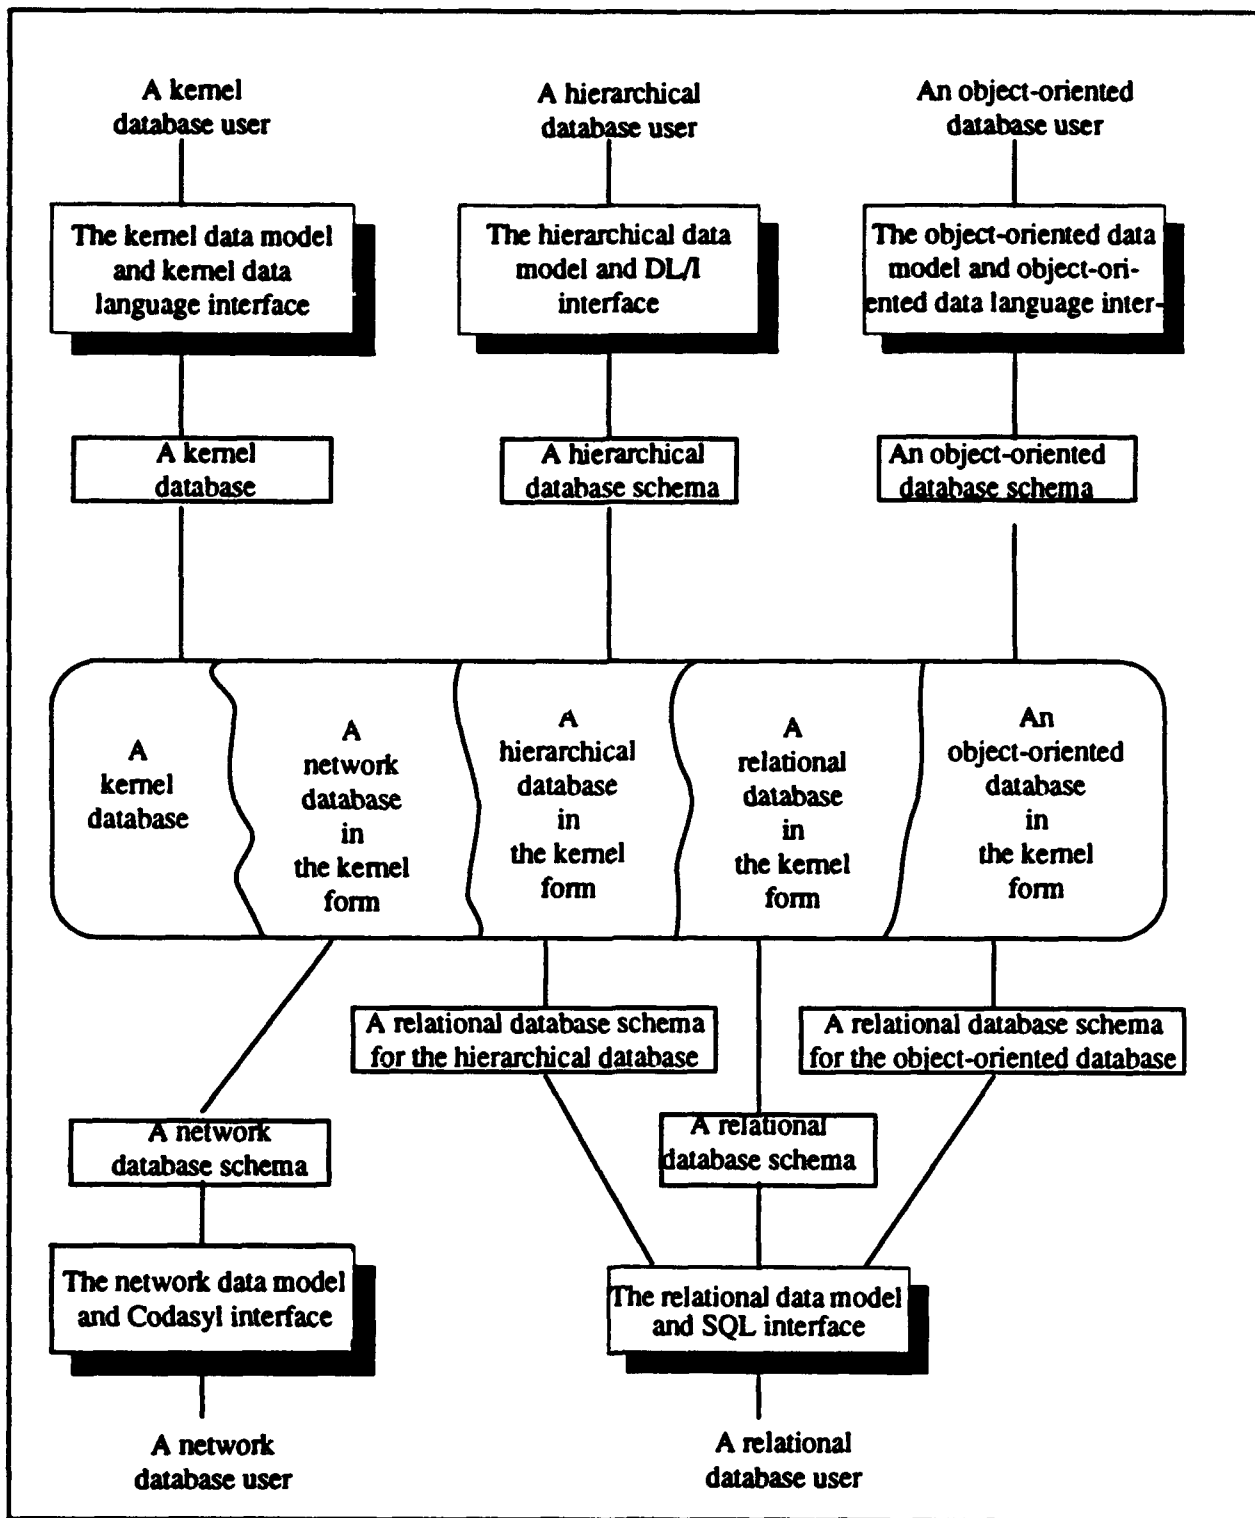 A kernel
database user
A hierarchical
database user
An object-oriented
database user
The kernel data model
and kernel data
language interface
The hierarchical data
model and DL/I
interface
The object-oriented data
model and object-ori-
ented data language inter-
A kernel
database
A hierarchical
database schema
An object-oriented
database schema
A
kernel
database
A
network
database
in
the kernel
form
A
hierarchical
database
in
the kernel
form
A
relational
database
in
the kernel
form
An
object-oriented
database
in
the kernel
form
A relational database schema
for the hierarchical database
A relational database schema
for the object-oriented database
A network
database schema
A relational
database schema
The network data model
and Codasyl interface
The relational data model
and SQL interface
A network
database user
A relational
database user